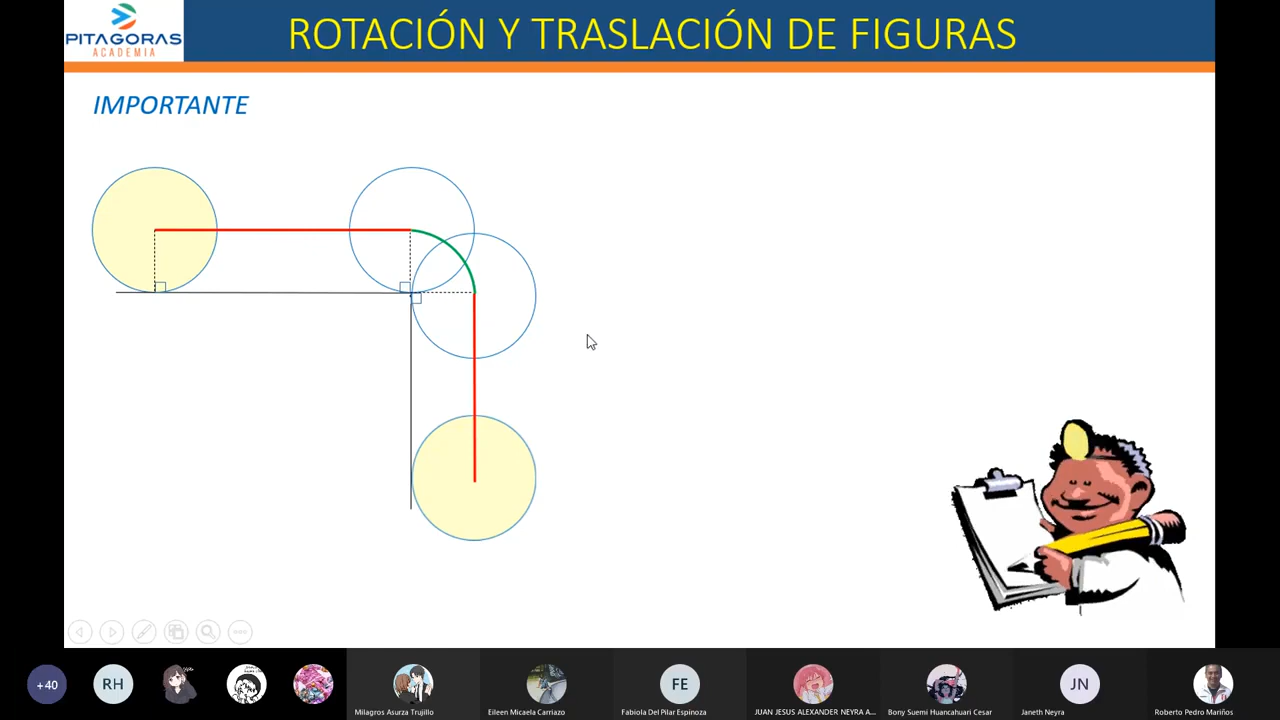 PITAGORAS
ACADEMIA
ROTACIÓN Y TRASLACIÓN DE FIGURAS
IMPORTANTE
+40
RH
FE
JN
Milagros Asurza Trujillo
Eileen Micaela Carriazo
Fabiola Del Pilar Espinoza
JUAN JESUS ALEXANDER NEYRA A...
Bony Suemi Huancahuari Cesar
Janeth Neyra
Roberto Pedro Mariños